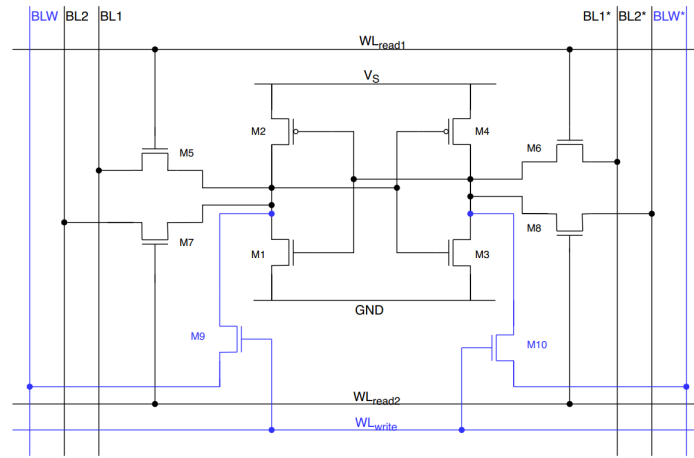 BLW BL2 BL1 BL1* BL2* BLW*
WLread1
VS
M2 M4
M5 M6
M7 M8
M1 M3
GND
M9 M10
WLread2
WLwrite